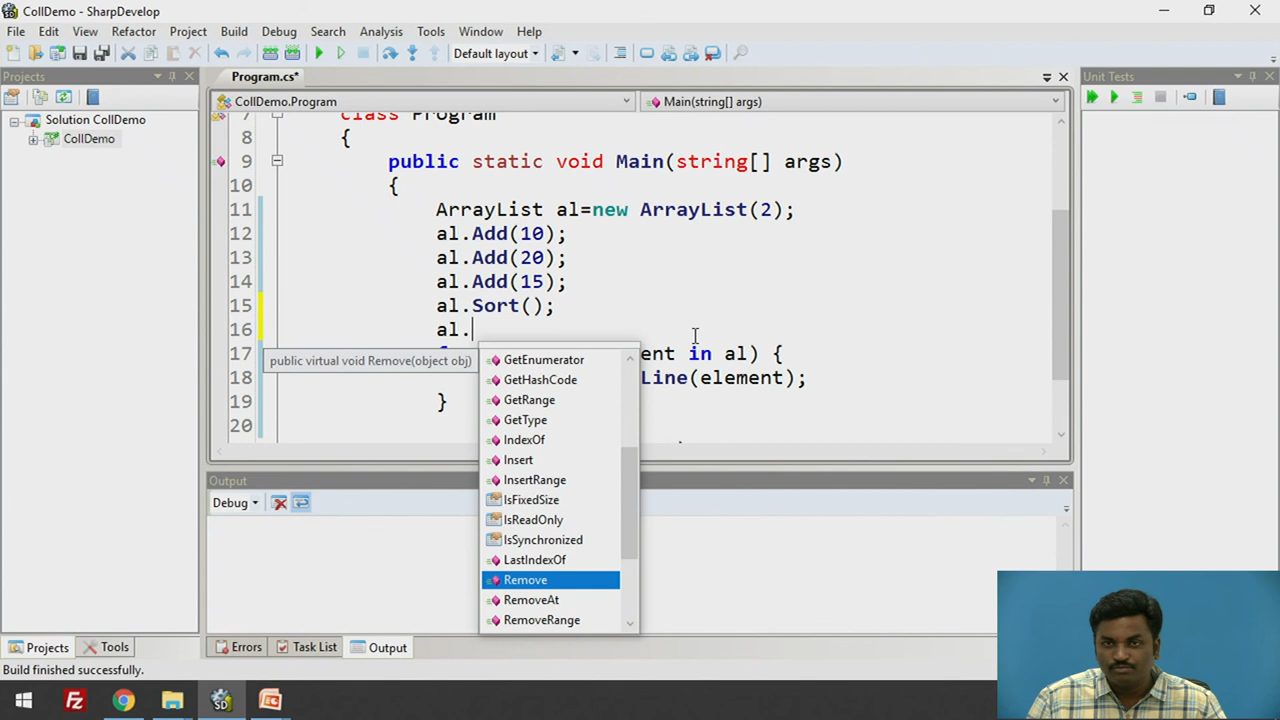 CollDemo - SharpDevelop
File Edit View Refactor Project Build Debug Search Analysis Tools Window Help
Default layout
Projects
Program.cs*
Unit Tests
CollDemo.Program
Main(string[] args)
Solution CollDemo
CollDemo
7 class Program
8 {
9 public static void Main(string[] args)
10 {
11 ArrayList al=new ArrayList(2);
12 al.Add(10);
13 al.Add(20);
14 al.Add(15);
15 al.Sort();
16 al.
17 ent in al) {
18 Line(element);
19 }
20
public virtual void Remove(object obj)
GetEnumerator
GetHashCode
GetRange
GetType
IndexOf
Insert
InsertRange
IsFixedSize
IsReadOnly
IsSynchronized
LastIndexOf
Remove
RemoveAt
RemoveRange
Output
Debug
Projects Tools
Errors Task List Output
Build finished successfully.